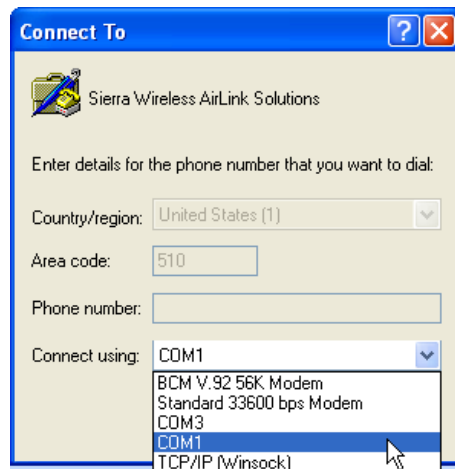 Connect To
Sierra Wireless AirLink Solutions
Enter details for the phone number that you want to dial:
Country/region: United States (1)
Area code: 510
Phone number:
Connect using: COM1
BCM V.92 56K Modem
Standard 33600 bps Modem
COM3
COM1
TCP/IP (Winsock)